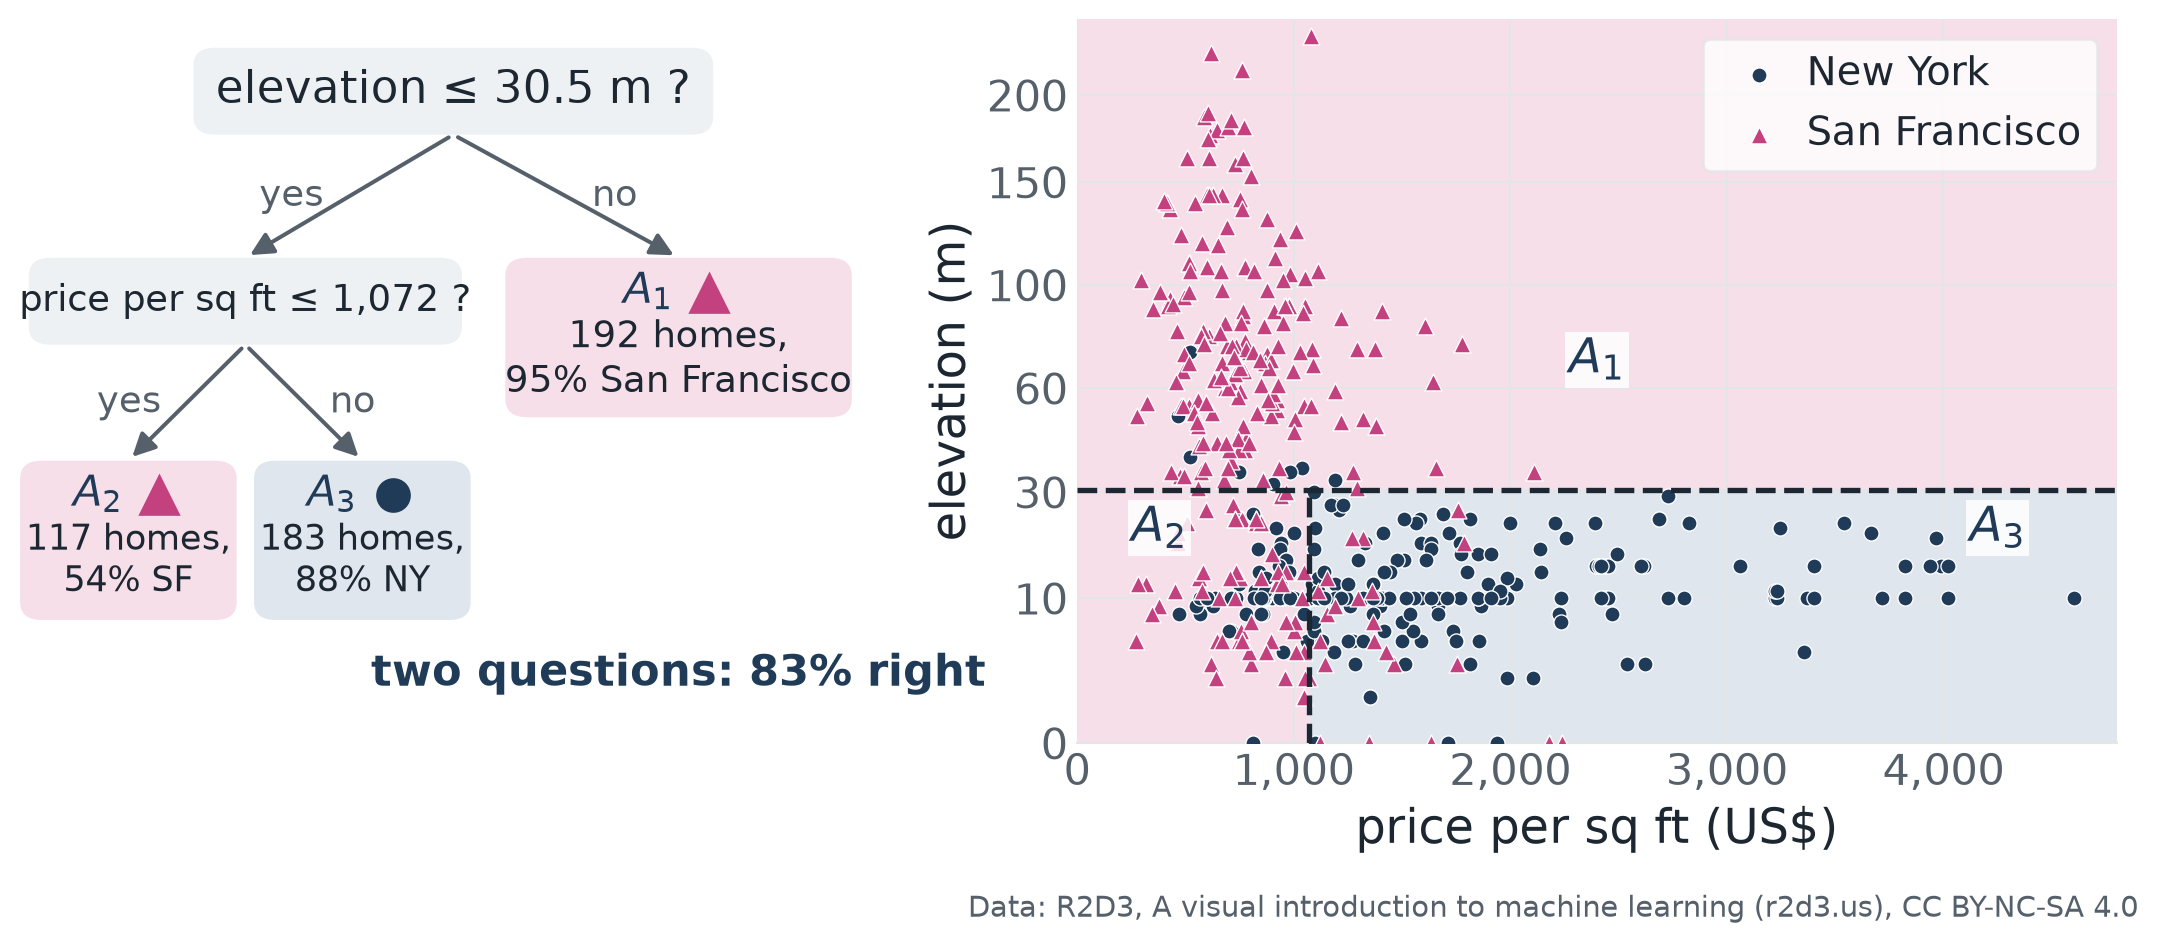 elevation ≤ 30.5 m ?
yes
no
price per sq ft ≤ 1,072 ?
A1
192 homes,
95% San Francisco
yes
no
A2
117 homes,
54% SF
A3
183 homes,
88% NY
two questions: 83% right
elevation (m)
200
150
100
60
30
10
0
New York
San Francisco
A1
A2
A3
0
1,000
2,000
3,000
4,000
price per sq ft (US$)
Data: R2D3, A visual introduction to machine learning (r2d3.us), CC BY-NC-SA 4.0